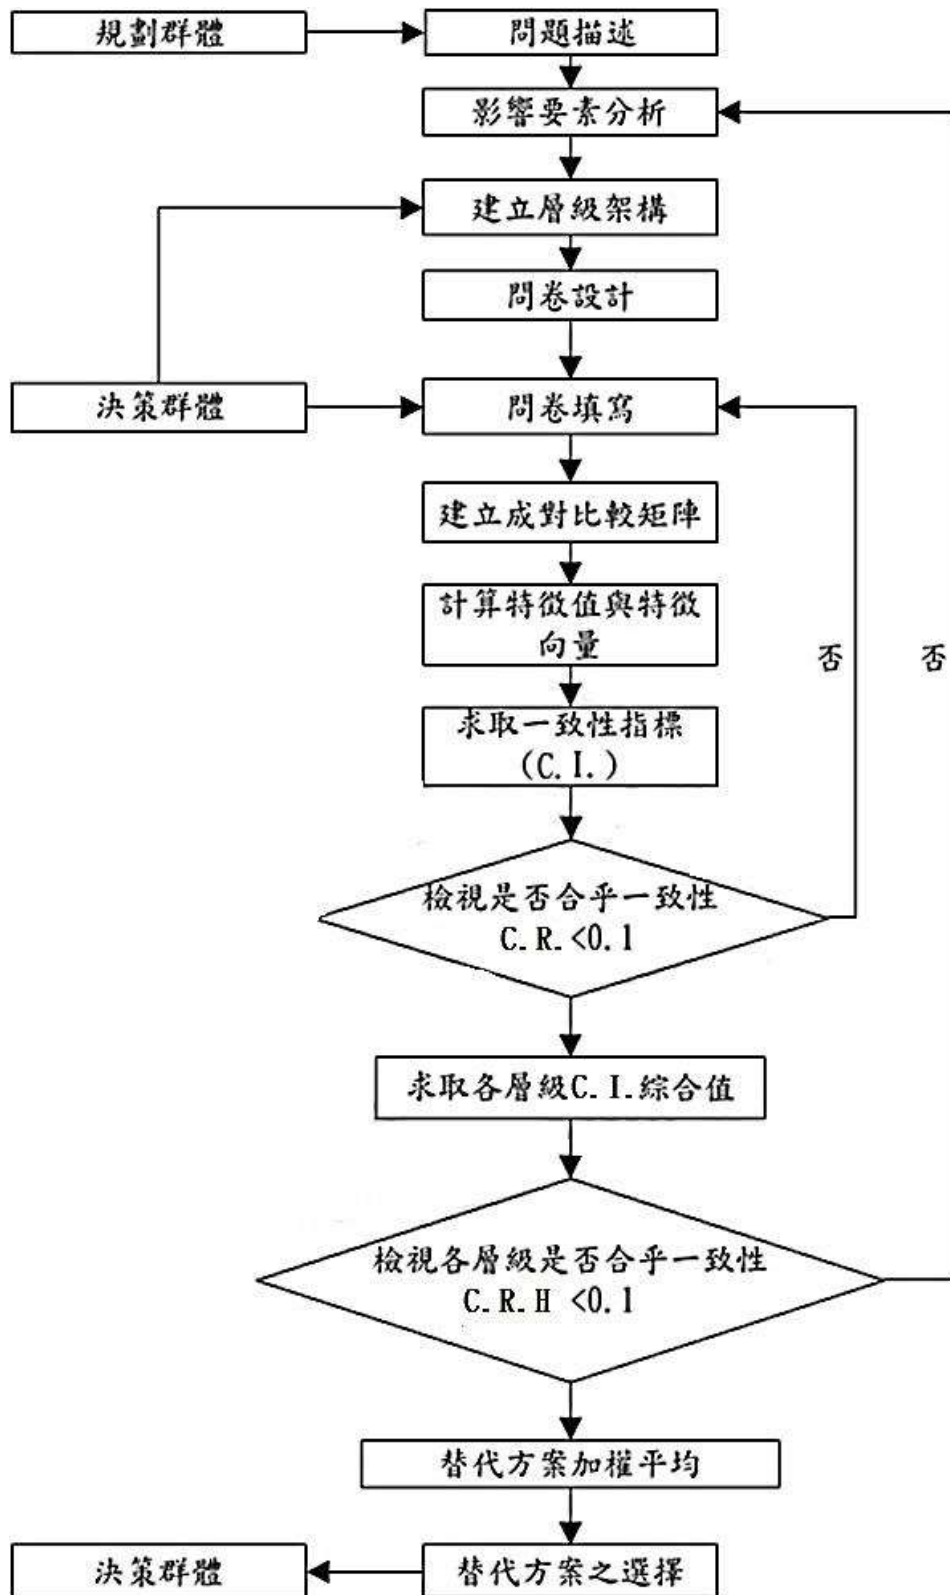 規劃群體
問題描述
影響要素分析
建立層級架構
問卷設計
決策群體
問卷填寫
建立成對比較矩陣
計算特徵值與特徵
向量
否
否
求取一致性指標
(C.I.)
檢視是否合乎一致性
C.R.<0.1
求取各層級C.I.綜合值
檢視各層級是否合乎一致性
C.R.H <0.1
替代方案加權平均
決策群體
替代方案之選擇